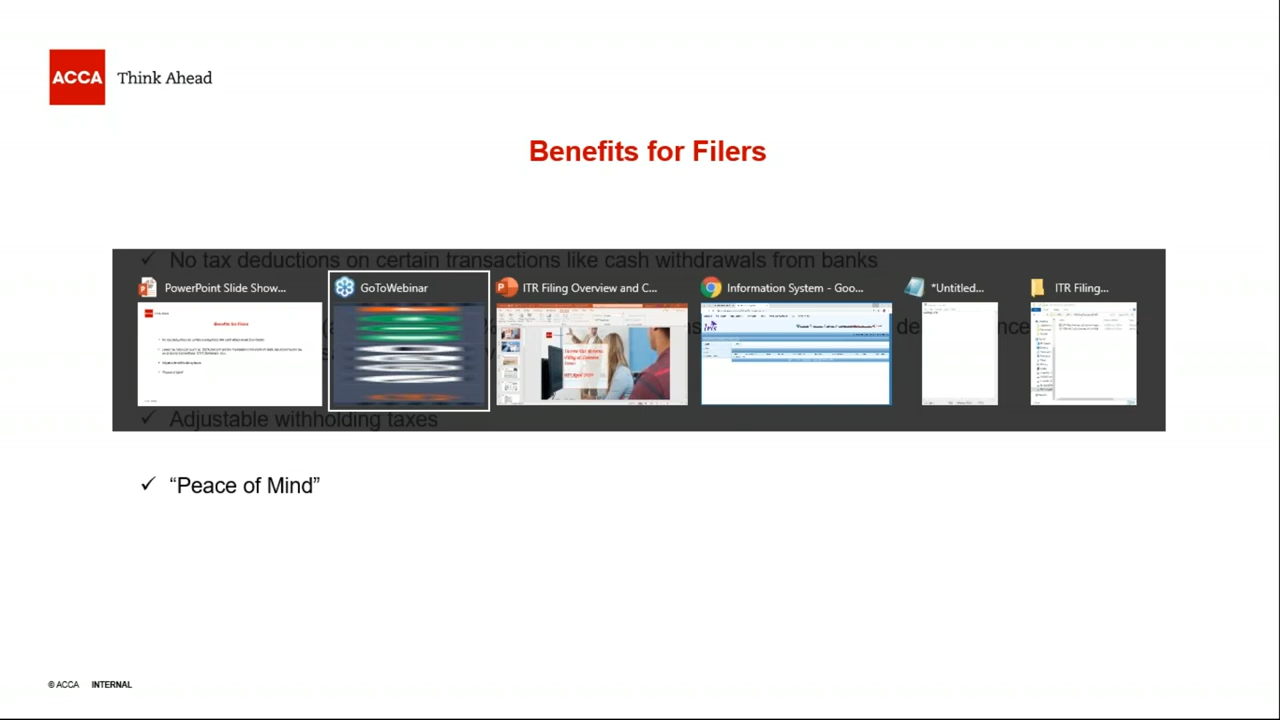 ACCA Think Ahead
Benefits for Filers
✓ No tax deductions on certain transactions like cash withdrawals from banks
PowerPoint Slide Show...
GoToWebinar
ITR Filing Overview and C...
Information System - Goo...
*Untitled...
ITR Filing...
✓ Adjustable withholding taxes
✓ “Peace of Mind”
© ACCA INTERNAL